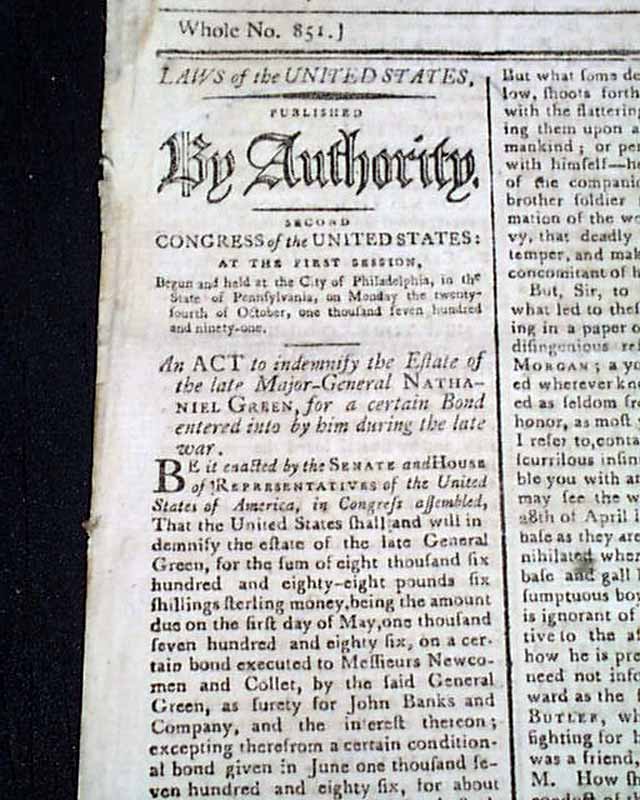 Whole No. 851.]
LAWS of the UNITED STATES,
PUBLISHED
By Authority.
SECOND
CONGRESS of the UNITED STATES:
AT THE FIRST SESSION,
Begun and held at the City of Philadelphia, in the
State of Pennsylvania, on Monday the twenty-
fourth of October, one thouſand ſeven hundred
and ninety-one.
An ACT to indemnify the Eſtate of
the late Major-General NATHA-
NIEL GREEN, for a certain Bond
entered into by him during the late
war.
BE it enacted by the SENATE and HOUSE
of REPRESENTATIVES of the United
States of America, in Congreſs aſſembled,
That the United States ſhall and will in
demnify the eſtate of the late General
Green, for the ſum of eight thouſand ſix
hundred and eighty-eight pounds ſix
ſhillings ſterling money, being the amount
due on the firſt day of May, one thouſand
ſeven hundred and eighty ſix, on a cer-
tain bond executed to Meſſieurs Newco-
men and Collet, by the ſaid General
Green, as ſurety for John Banks and
Company, and the intereſt thereon;
excepting therefrom a certain condition-
al bond given in June one thouſand ſe-
ven hundred and eighty ſix, for about
But what ſome de
low, ſhoots forth
with the flattering
ing them upon a
mankind; or per
with himſelf—h
of the companio
brother ſoldier
mation of the wo
vy, that deadly
temper, and mak
concomitant of h
But, Sir, to
what led to theſ
ing in a paper o
diſingenious re
MORGAN; a yo
ed wherever kno
ed as ſeldom fr
honor, as moſt y
I refer to, conta
ſcurrilous inſin
ble you with an
may ſee the w
28th of April l
baſe as they are
nihilated wher
baſe and gall
ſumptuous bo
is ignorant of
tive to the af
how he is pre
need not info
ward as the
BUTLER, wh
fighting for h
was a friend,
M. How ſh